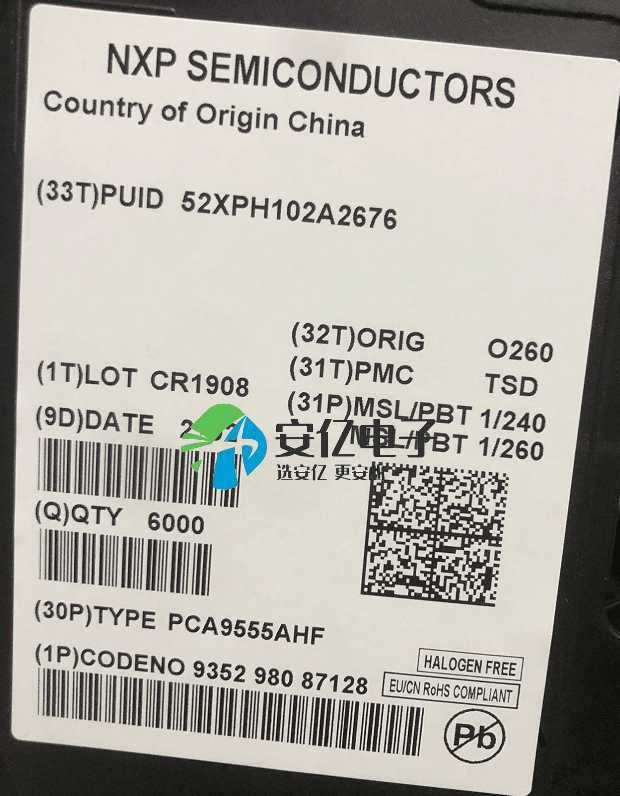 NXP SEMICONDUCTORS
Country of Origin China
(33T)PUID 52XPH102A2676
(32T)ORIG O260
(31T)PMC TSD
(1T)LOT CR1908
(31P)MSL/PBT 1/240
(9D)DATE
MSL/PBT 1/260
安亿电子
选安亿 更安
(Q)QTY 6000
(30P)TYPE PCA9555AHF
(1P)CODENO 9352 980 87128
HALOGEN FREE
EU/CN RoHS COMPLIANT
Pb